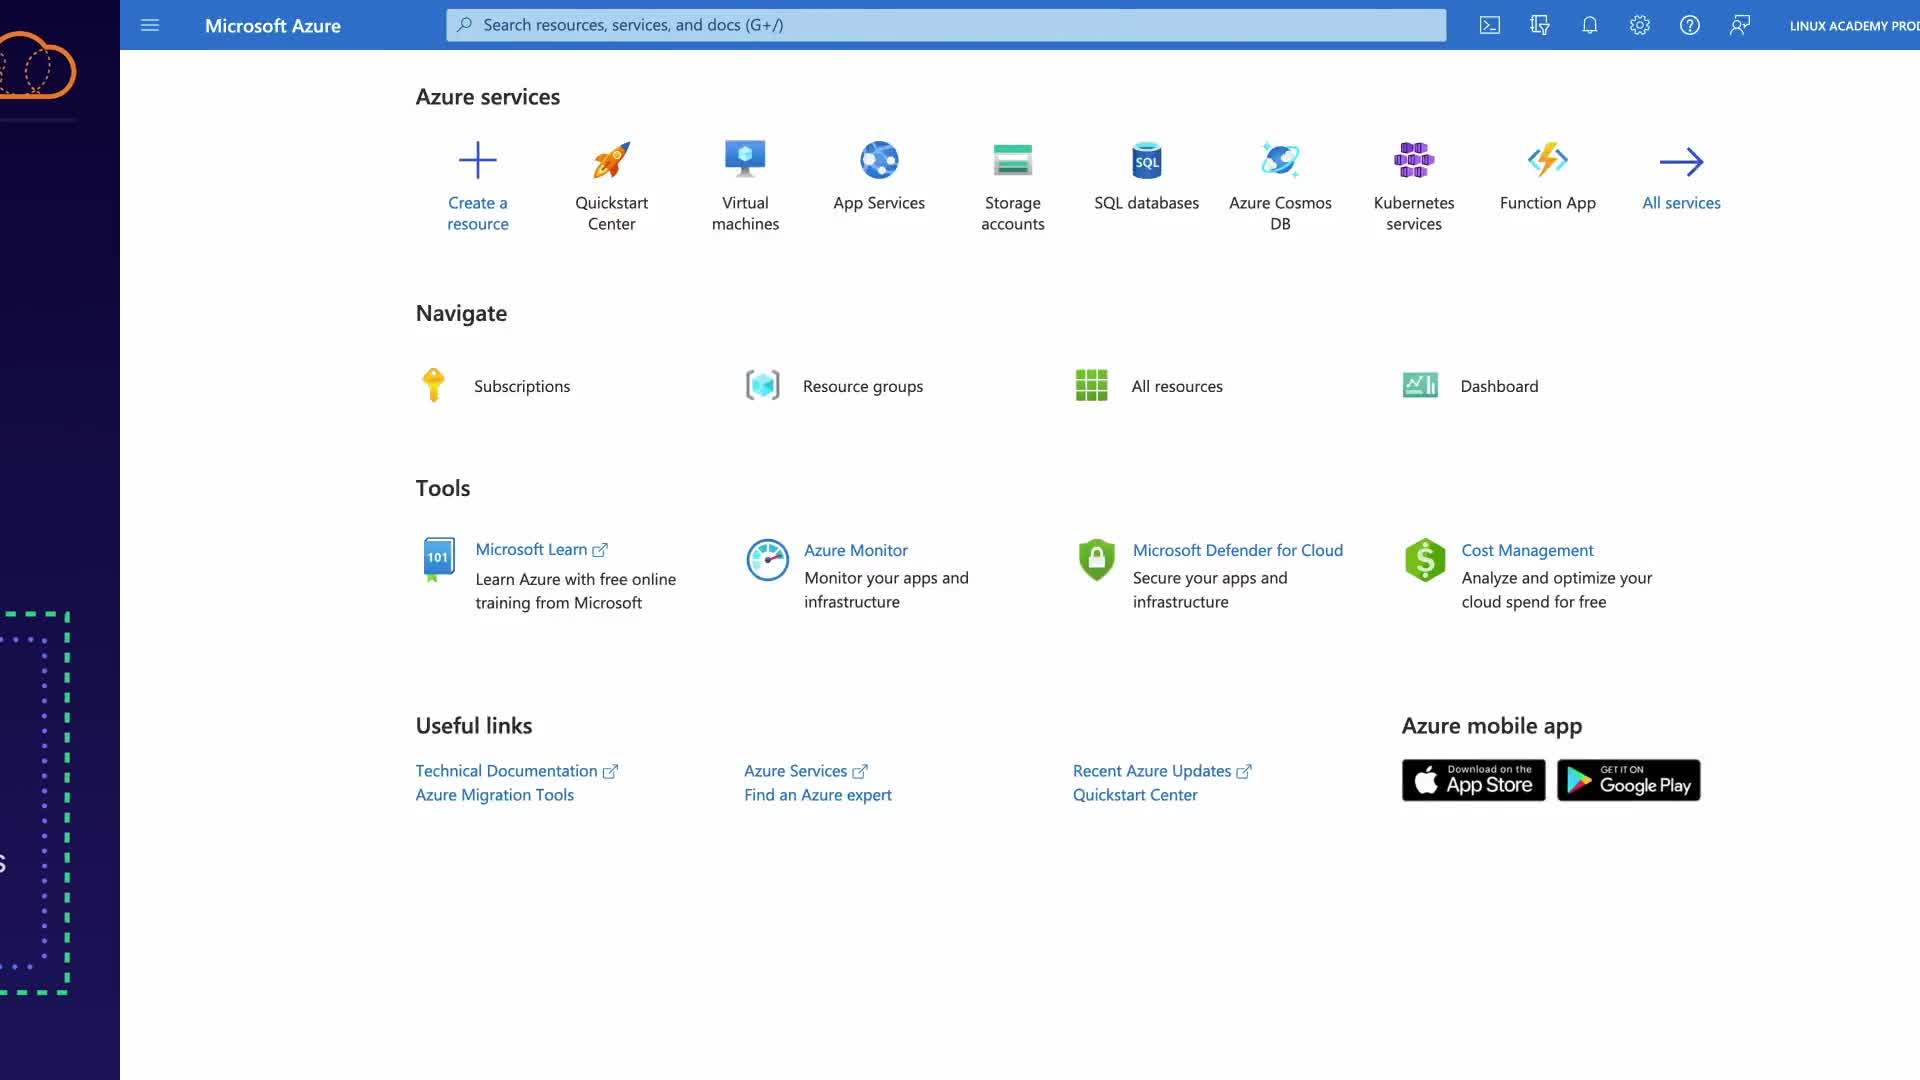 Microsoft Azure
Search resources, services, and docs (G+/)
LINUX ACADEMY PROD
Azure services
Create a
resource
Quickstart
Center
Virtual
machines
App Services
Storage
accounts
SQL
SQL databases
Azure Cosmos
DB
Kubernetes
services
Function App
All services
Navigate
Subscriptions
Resource groups
All resources
Dashboard
Tools
101
Microsoft Learn
Learn Azure with free online
training from Microsoft
Azure Monitor
Monitor your apps and
infrastructure
Microsoft Defender for Cloud
Secure your apps and
infrastructure
$
Cost Management
Analyze and optimize your
cloud spend for free
Useful links
Technical Documentation
Azure Migration Tools
Azure Services
Find an Azure expert
Recent Azure Updates
Quickstart Center
Azure mobile app
Download on the
App Store
GET IT ON
Google Play
s